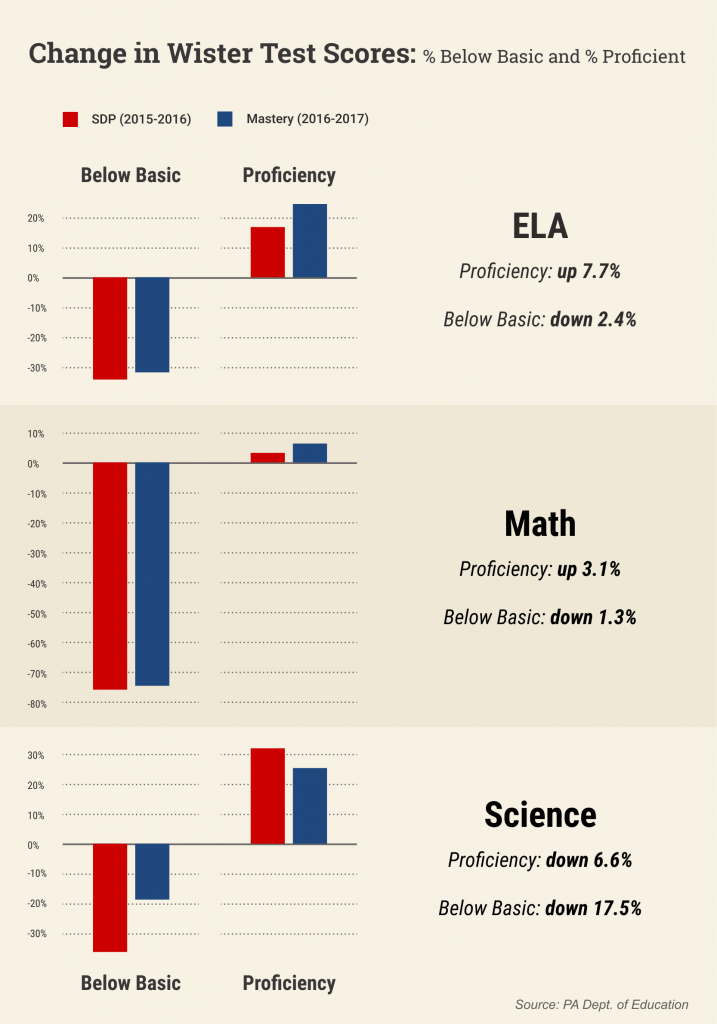 Change in Wister Test Scores: % Below Basic and % Proficient
SDP (2015-2016) Mastery (2016-2017)
Below Basic Proficiency
20%
10%
0%
-10%
-20%
-30%
ELA
Proficiency: up 7.7%
Below Basic: down 2.4%
10%
0%
-10%
-20%
-30%
-40%
-50%
-60%
-70%
-80%
Math
Proficiency: up 3.1%
Below Basic: down 1.3%
30%
20%
10%
0%
-10%
-20%
-30%
Science
Proficiency: down 6.6%
Below Basic: down 17.5%
Below Basic Proficiency
Source: PA Dept. of Education